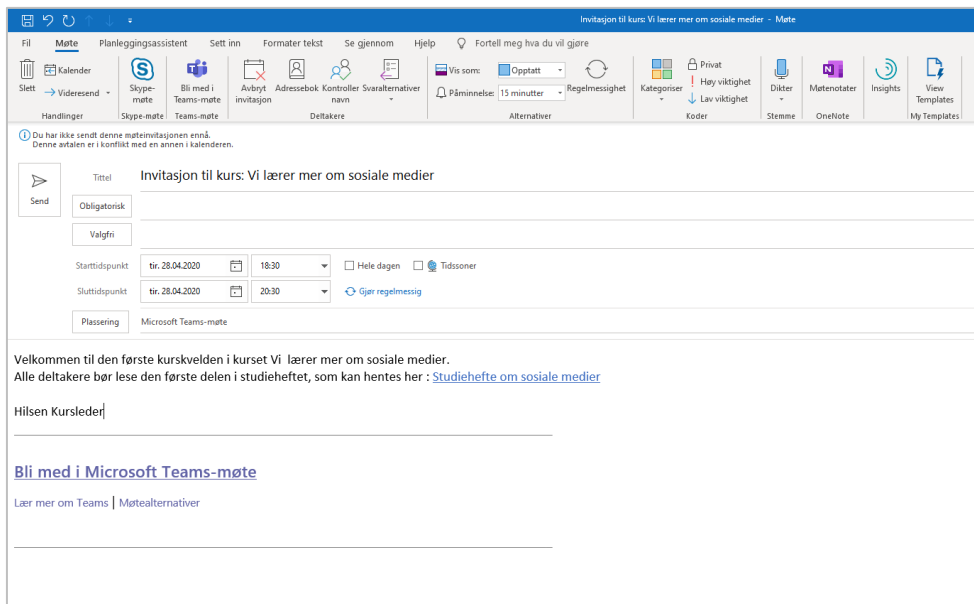 Invitasjon til kurs: Vi lærer mer om sosiale medier - Møte
Fil Møte Planleggingsassistent Sett inn Formater tekst Se gjennom Hjelp Fortell meg hva du vil gjøre
Slett
Kalender
Videresend
Handlinger
Skype-
møte
Skype-møte
Bli med i
Teams-møte
Teams-møte
Avbryt
invitasjon
Adressebok
Kontroller
navn
Svaralternativer
Deltakere
Vis som: Opptatt
Påminnelse: 15 minutter
Regelmessighet
Alternativer
Kategoriser
Privat
Høy viktighet
Lav viktighet
Koder
Dikter
Stemme
Møtenotater
OneNote
Insights
View
Templates
My Templates
Du har ikke sendt denne møteinvitasjonen ennå.
Denne avtalen er i konflikt med en annen i kalenderen.
Send
Tittel Invitasjon til kurs: Vi lærer mer om sosiale medier
Obligatorisk
Valgfri
Starttidspunkt tir. 28.04.2020 18:30 Hele dagen Tidssoner
Sluttidspunkt tir. 28.04.2020 20:30 Gjør regelmessig
Plassering Microsoft Teams-møte
Velkommen til den første kurskvelden i kurset Vi lærer mer om sosiale medier.
Alle deltakere bør lese den første delen i studieheftet, som kan hentes her : Studiehefte om sosiale medier
Hilsen Kursleder
Bli med i Microsoft Teams-møte
Lær mer om Teams | Møtealternativer